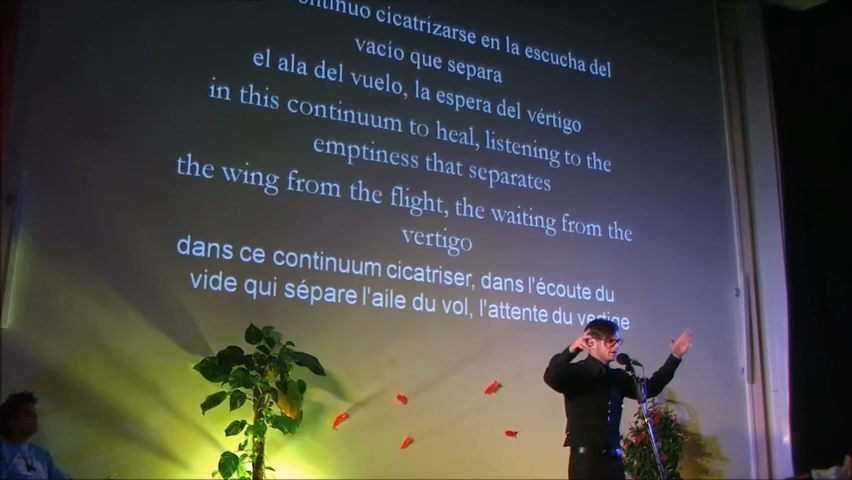 continuo cicatrizarse en la escucha del
vacío que separa
el ala del vuelo, la espera del vértigo
in this continuum to heal, listening to the
emptiness that separates
the wing from the flight, the waiting from the
vertigo
dans ce continuum cicatriser, dans l'écoute du
vide qui sépare l'aile du vol, l'attente du vertige